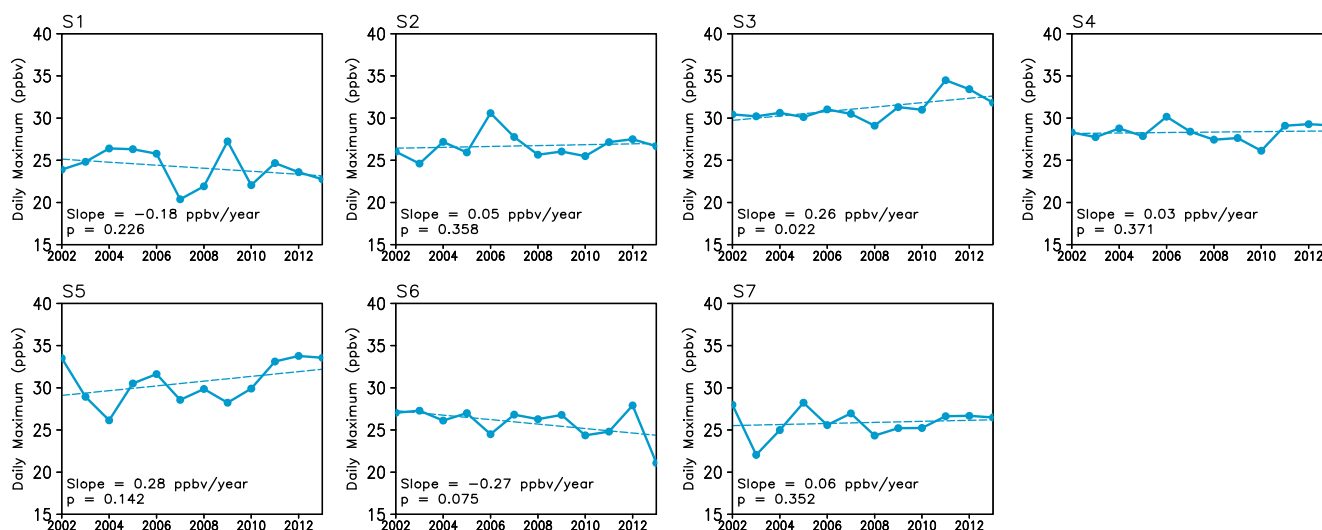 S1
S2
S3
S4
Daily Maximum (ppbv)
40
35
30
25
20
15
Slope = −0.18 ppbv/year
p = 0.226
2002 2004 2006 2008 2010 2012
Daily Maximum (ppbv)
40
35
30
25
20
15
Slope = 0.05 ppbv/year
p = 0.358
2002 2004 2006 2008 2010 2012
Daily Maximum (ppbv)
40
35
30
25
20
15
Slope = 0.26 ppbv/year
p = 0.022
2002 2004 2006 2008 2010 2012
Daily Maximum (ppbv)
40
35
30
25
20
15
Slope = 0.03 ppbv/year
p = 0.371
2002 2004 2006 2008 2010 2012
S5
S6
S7
Daily Maximum (ppbv)
40
35
30
25
20
15
Slope = 0.28 ppbv/year
p = 0.142
2002 2004 2006 2008 2010 2012
Daily Maximum (ppbv)
40
35
30
25
20
15
Slope = −0.27 ppbv/year
p = 0.075
2002 2004 2006 2008 2010 2012
Daily Maximum (ppbv)
40
35
30
25
20
15
Slope = 0.06 ppbv/year
p = 0.352
2002 2004 2006 2008 2010 2012